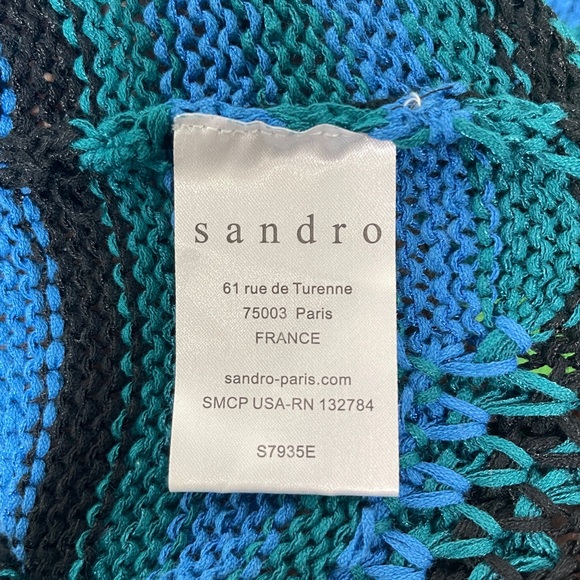 sandro
61 rue de Turenne
75003 Paris
FRANCE
sandro-paris.com
SMCP USA-RN 132784
S7935E